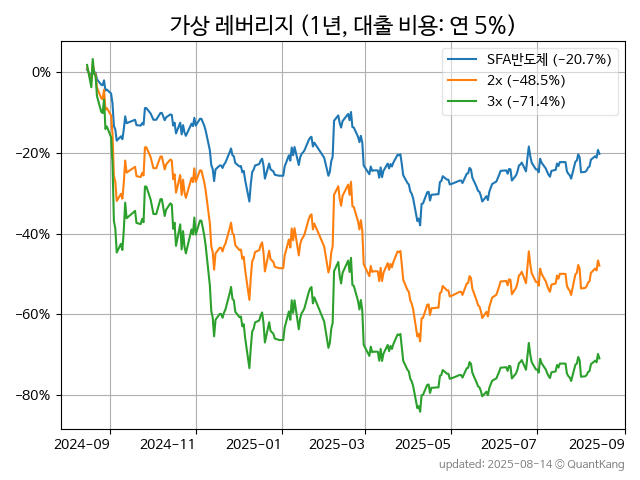 가상 레버리지 (1년, 대출 비용: 연 5%)
SFA반도체 (−20.7%)
2x (−48.5%)
3x (−71.4%)
0%
−20%
−40%
−60%
−80%
2024−09 2024−11 2025−01 2025−03 2025−05 2025−07 2025−09
updated: 2025-08-14 © QuantKang